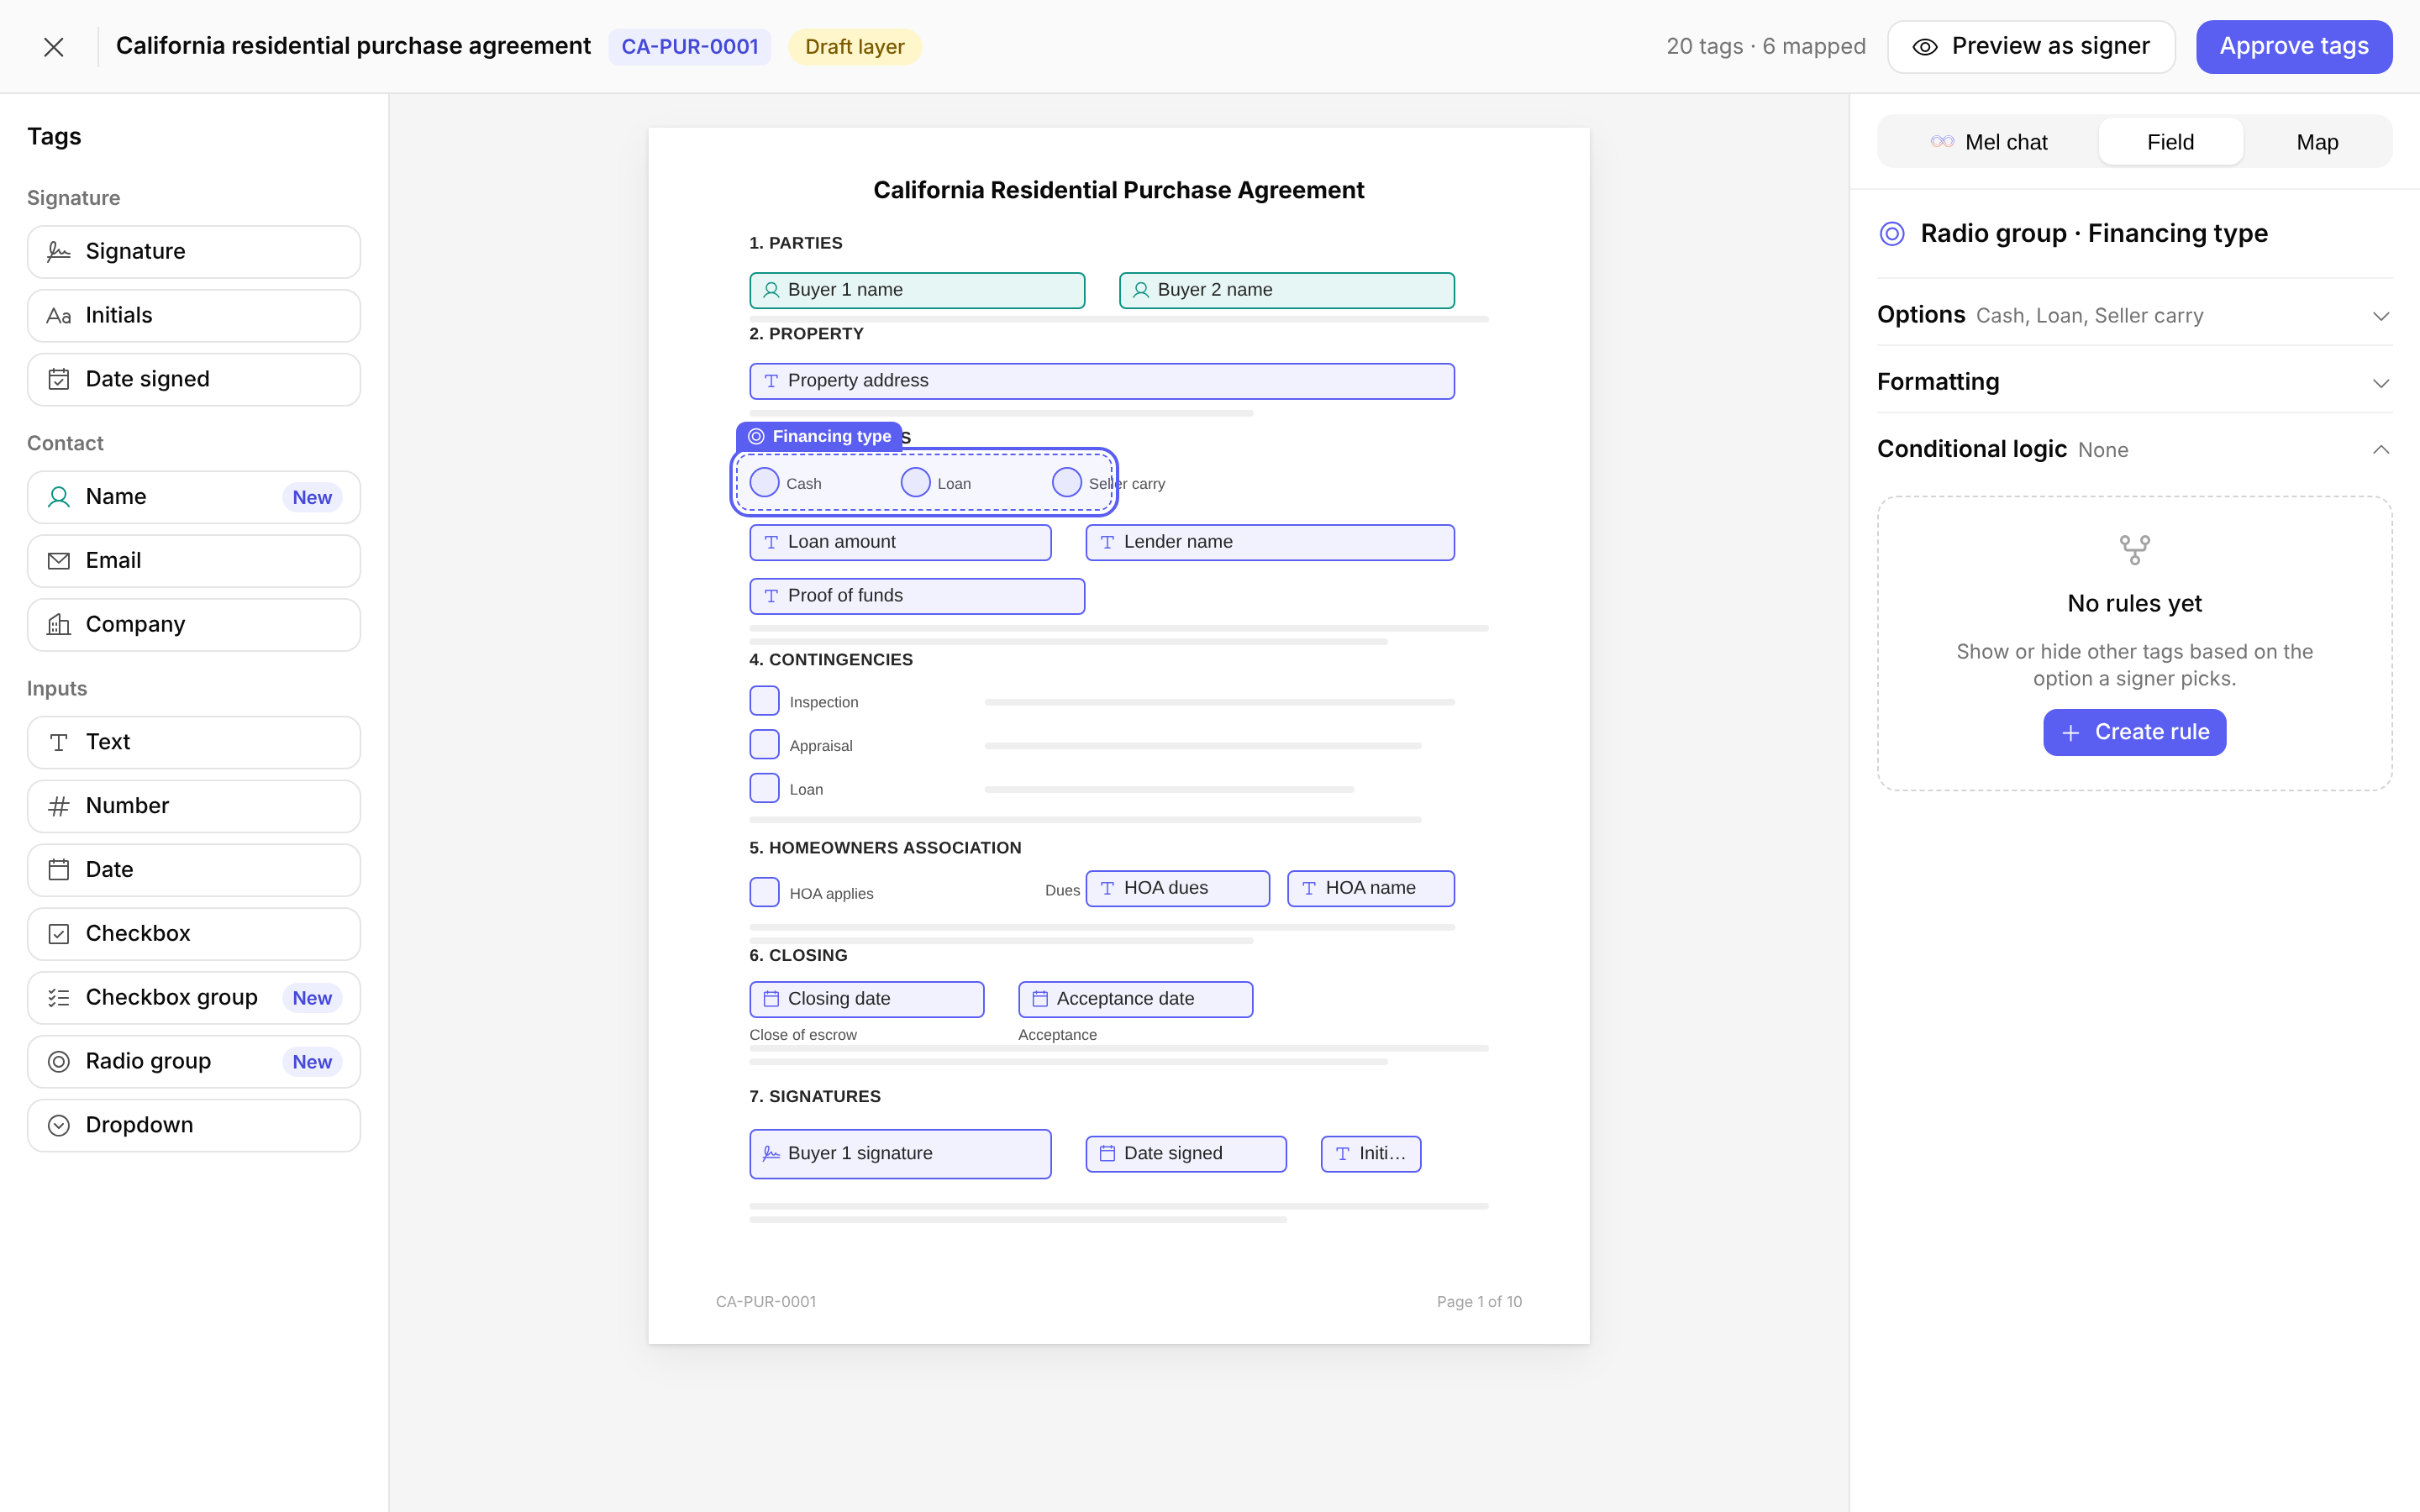 California residential purchase agreement
CA-PUR-0001
Draft layer
20 tags · 6 mapped
Preview as signer
Approve tags
Tags
Signature
Signature
Initials
Date signed
Contact
Name New
Email
Company
Inputs
Text
Number
Date
Checkbox
Checkbox group New
Radio group New
Dropdown
California Residential Purchase Agreement
1. PARTIES
Buyer 1 name
Buyer 2 name
2. PROPERTY
Property address
Financing type
S
Cash
Loan
Seller carry
Loan amount
Lender name
Proof of funds
4. CONTINGENCIES
Inspection
Appraisal
Loan
5. HOMEOWNERS ASSOCIATION
HOA applies
Dues
HOA dues
HOA name
6. CLOSING
Closing date
Acceptance date
Close of escrow
Acceptance
7. SIGNATURES
Buyer 1 signature
Date signed
Initi...
CA-PUR-0001
Page 1 of 10
Mel chat
Field
Map
Radio group · Financing type
Options Cash, Loan, Seller carry
Formatting
Conditional logic None
No rules yet
Show or hide other tags based on the
option a signer picks.
Create rule